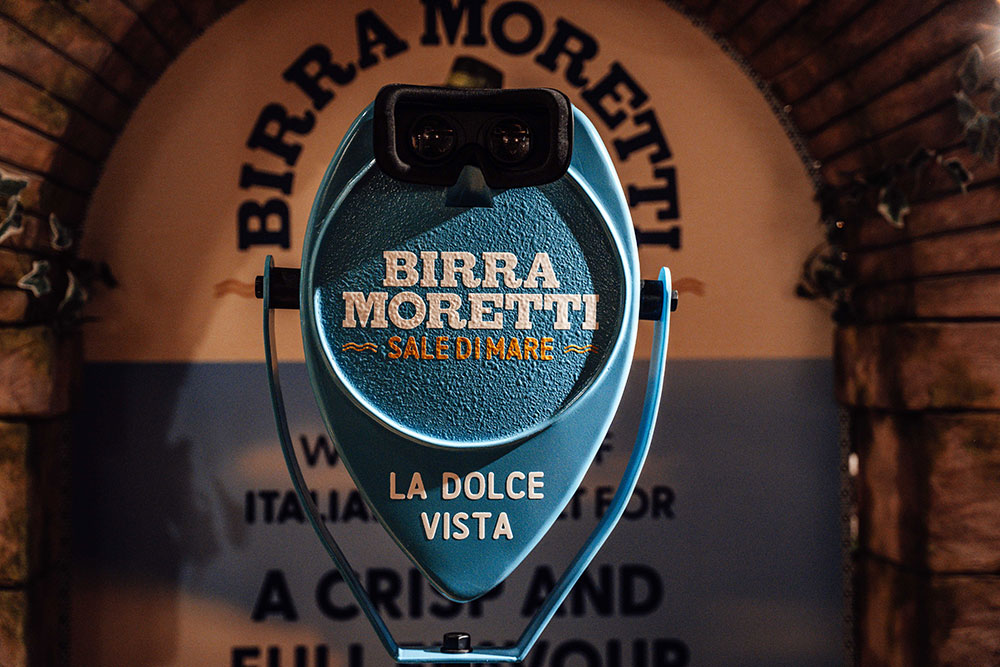 BIRRA MORETTI
BIRRA
MORETTI
SALE DI MARE
LA DOLCE
VISTA
A CRISP AND